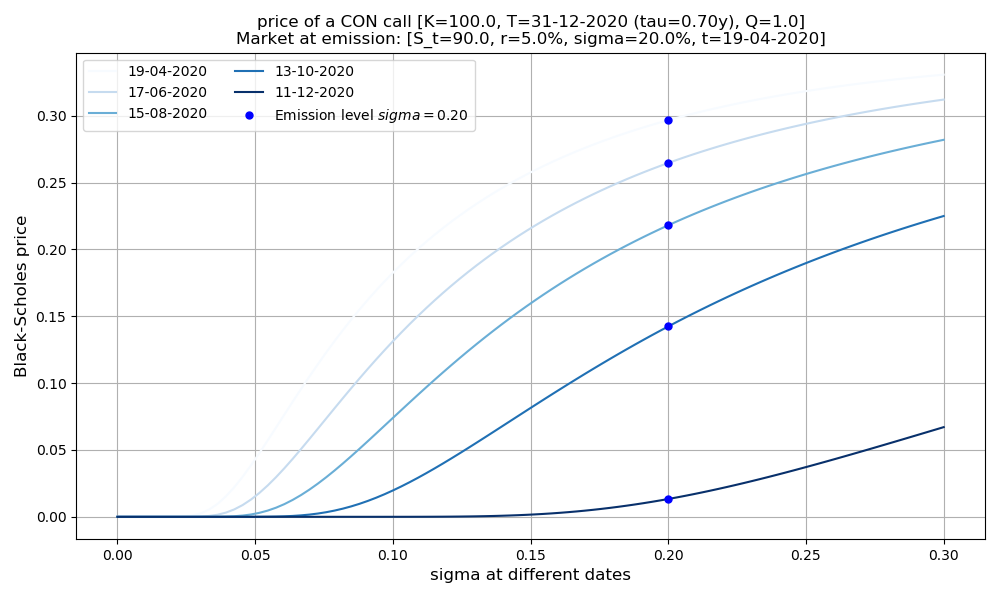 price of a CON call [K=100.0, T=31-12-2020 (tau=0.70y), Q=1.0]
Market at emission: [S_t=90.0, r=5.0%, sigma=20.0%, t=19-04-2020]
19-04-2020
17-06-2020
15-08-2020
13-10-2020
11-12-2020
Emission level sigma = 0.20
Black-Scholes price
0.30
0.25
0.20
0.15
0.10
0.05
0.00
0.00 0.05 0.10 0.15 0.20 0.25 0.30
sigma at different dates